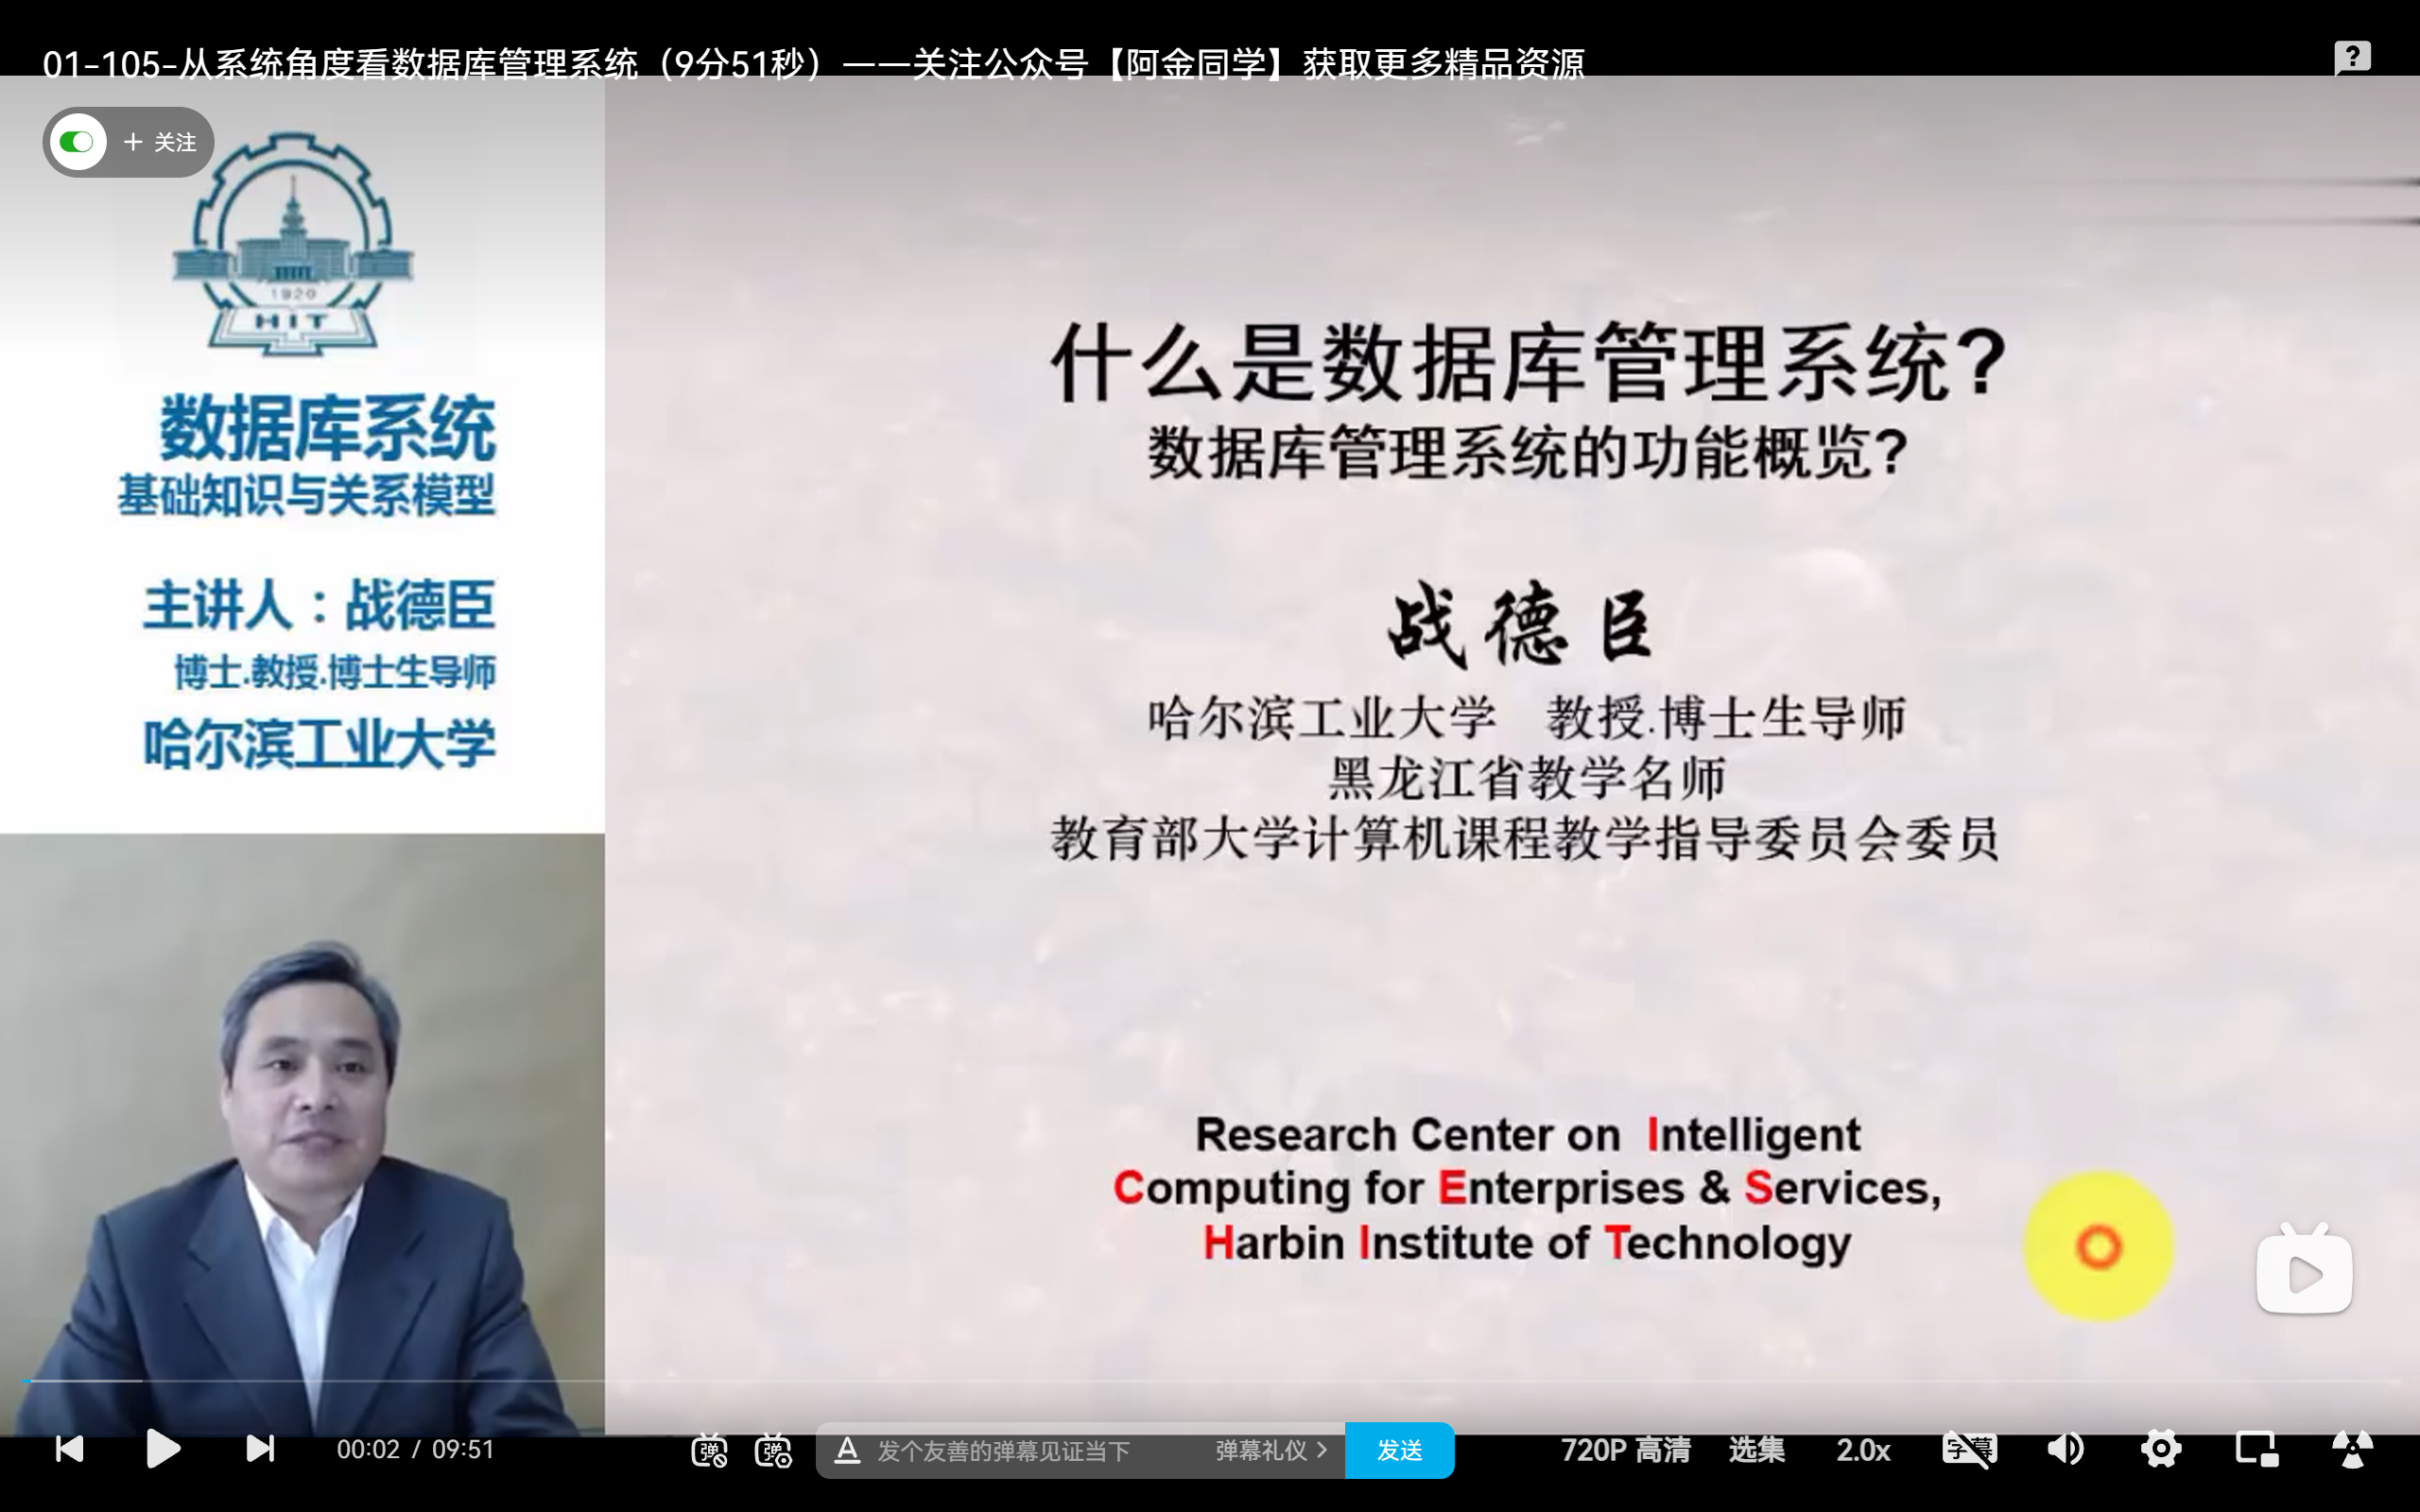 01-105-从系统角度看数据库管理系统（9分51秒）——关注公众号【阿金同学】获取更多精品资源
?
+ 关注
1920
HIT
数据库系统
基础知识与关系模型
主讲人：战德臣
博士.教授.博士生导师
哈尔滨工业大学
什么是数据库管理系统?
数据库管理系统的功能概览?
战德臣
哈尔滨工业大学 教授.博士生导师
黑龙江省教学名师
教育部大学计算机课程教学指导委员会委员
Research Center on Intelligent
Computing for Enterprises & Services,
Harbin Institute of Technology
00:02 / 09:51
弹
弹
A
发个友善的弹幕见证当下
弹幕礼仪 >
发送
720P 高清
选集
2.0x
字幕